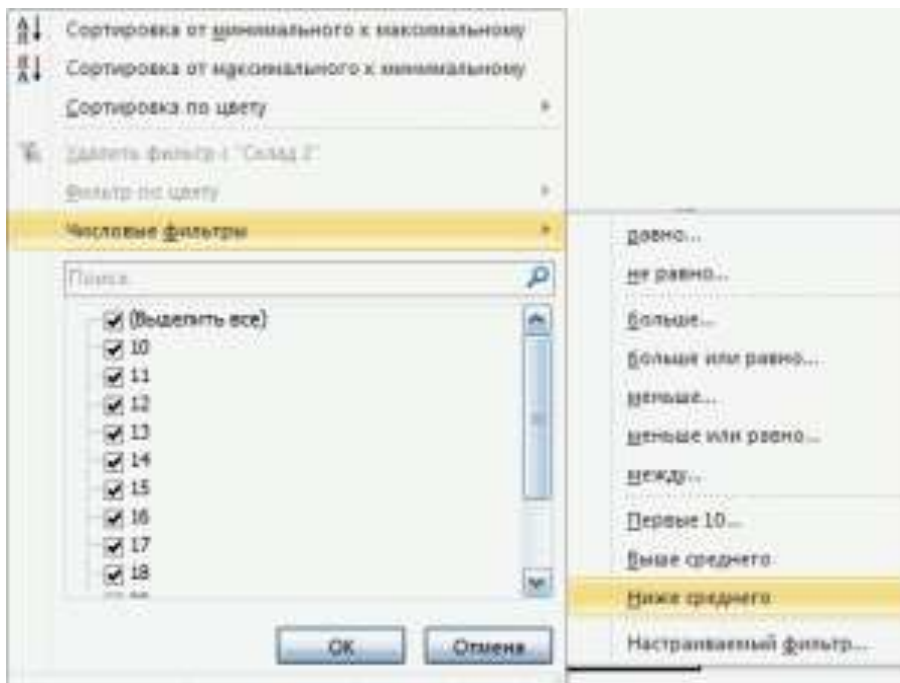 Сортировка от минимального к максимальному
Сортировка от максимального к минимальному
Сортировка по цвету
Удалить фильтр с "Склад 2"
Фильтр по цвету
Числовые фильтры
Поиск
(Выделить все)
10
11
12
13
14
15
16
17
18
ОК
Отмена
равно...
не равно...
больше...
больше или равно...
меньше...
меньше или равно...
между...
Первые 10...
Выше среднего
Ниже среднего
Настраиваемый фильтр...